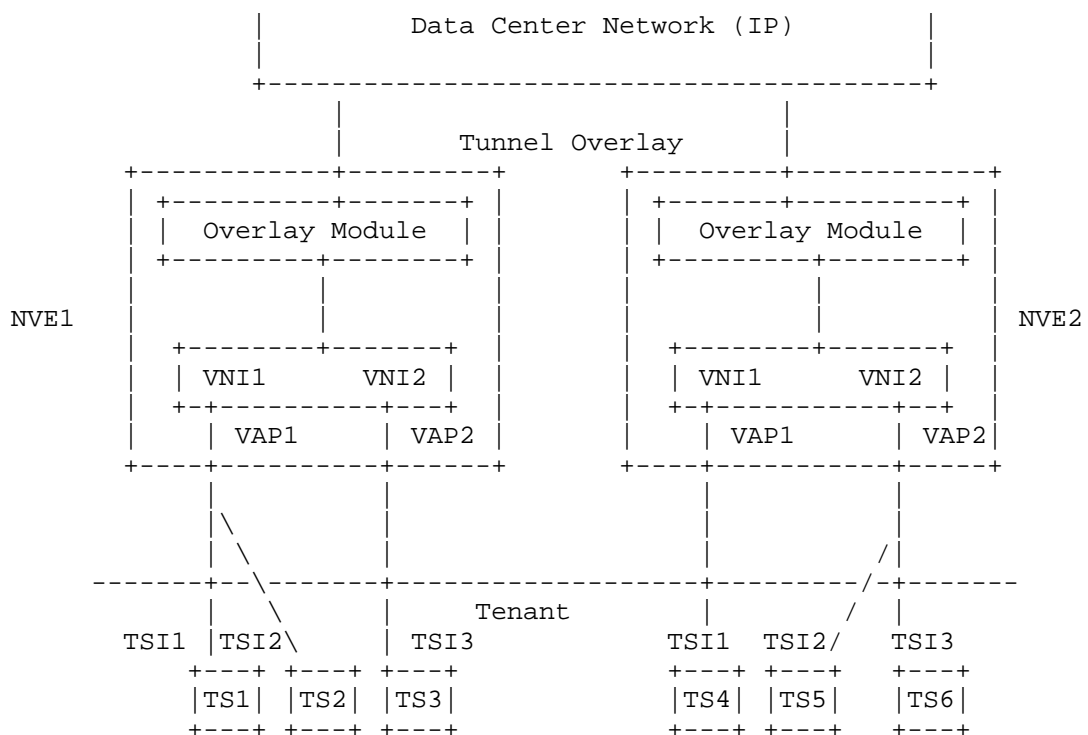 Data Center Network (IP)
Tunnel Overlay
Overlay Module Overlay Module
NVE1 NVE2
VNI1 VNI2 VNI1 VNI2
VAP1 VAP2 VAP1 VAP2
Tenant
TSI1 TSI2 TSI3 TSI1 TSI2 TSI3
TS1 TS2 TS3 TS4 TS5 TS6